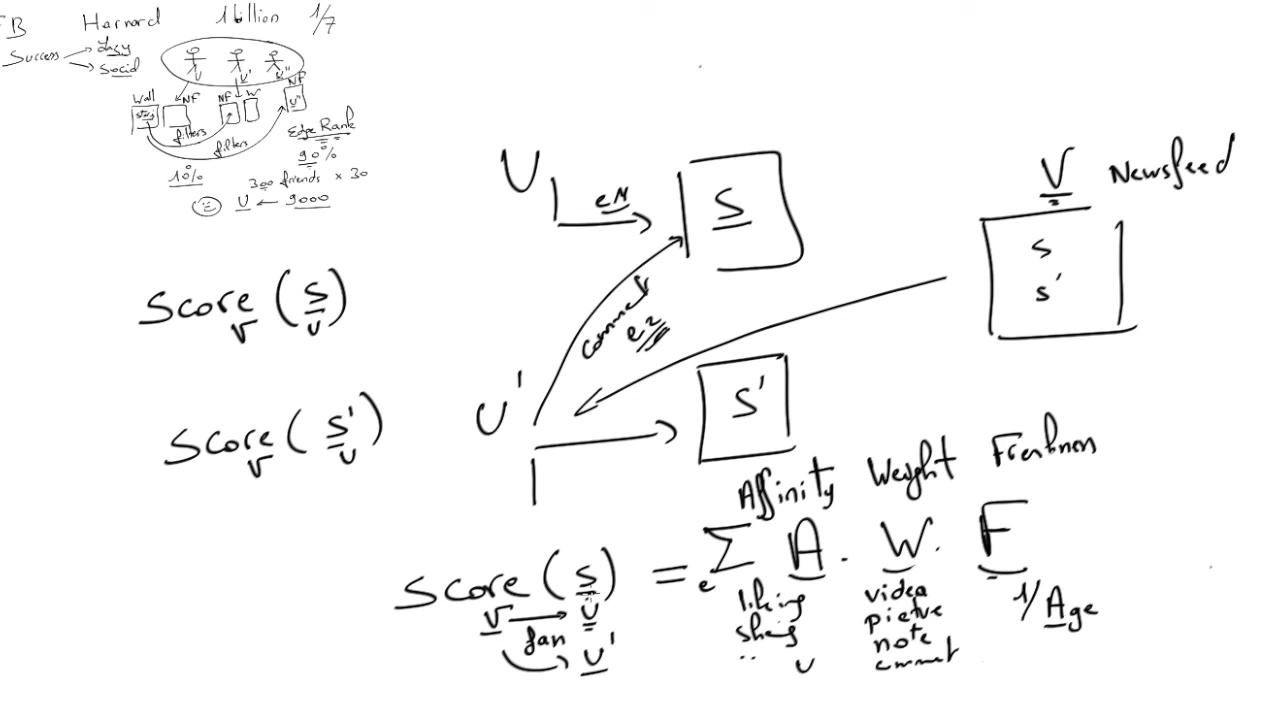 FB Harvard 1 billion 1/7
Success
easy
social
U U' U''
Wall NF NF W NF
story U''
filters
filters
Edge Rank
90%
10%
300 friends x 30
U ← 9000
U
e1
S
V Newsfeed
S
S'
Score V (S U)
comment
e2
U'
S'
Score V (S' U)
Affinity Weight Freshness
Score V (S U) = Σ e A . W . F
fan
U'
liking
sharing
..
U
video
picture
note
comment
1/Age